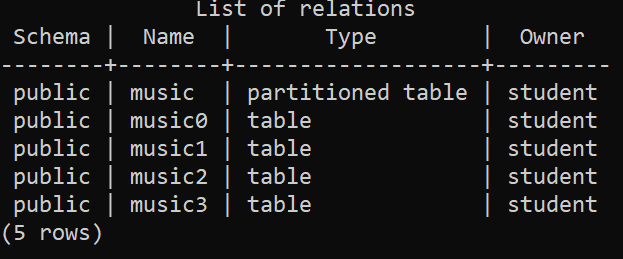 List of relations
 Schema |  Name  |       Type        |  Owner
--------+--------+-------------------+---------
 public | music  | partitioned table | student
 public | music0 | table             | student
 public | music1 | table             | student
 public | music2 | table             | student
 public | music3 | table             | student
(5 rows)